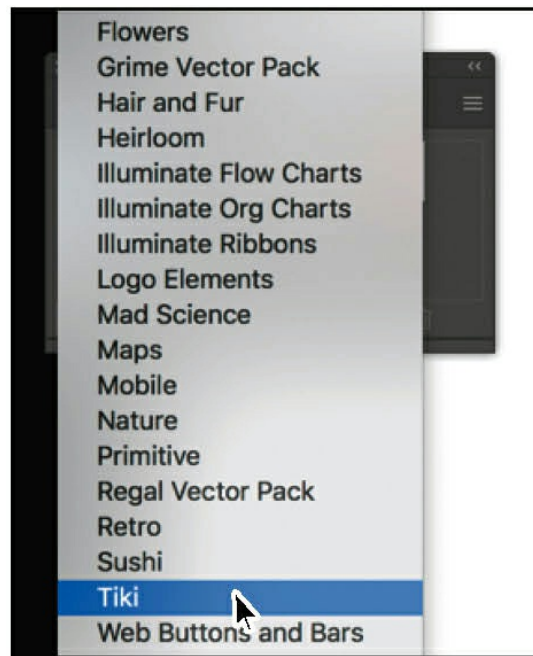 Flowers
Grime Vector Pack
Hair and Fur
Heirloom
Illuminate Flow Charts
Illuminate Org Charts
Illuminate Ribbons
Logo Elements
Mad Science
Maps
Mobile
Nature
Primitive
Regal Vector Pack
Retro
Sushi
Tiki
Web Buttons and Bars